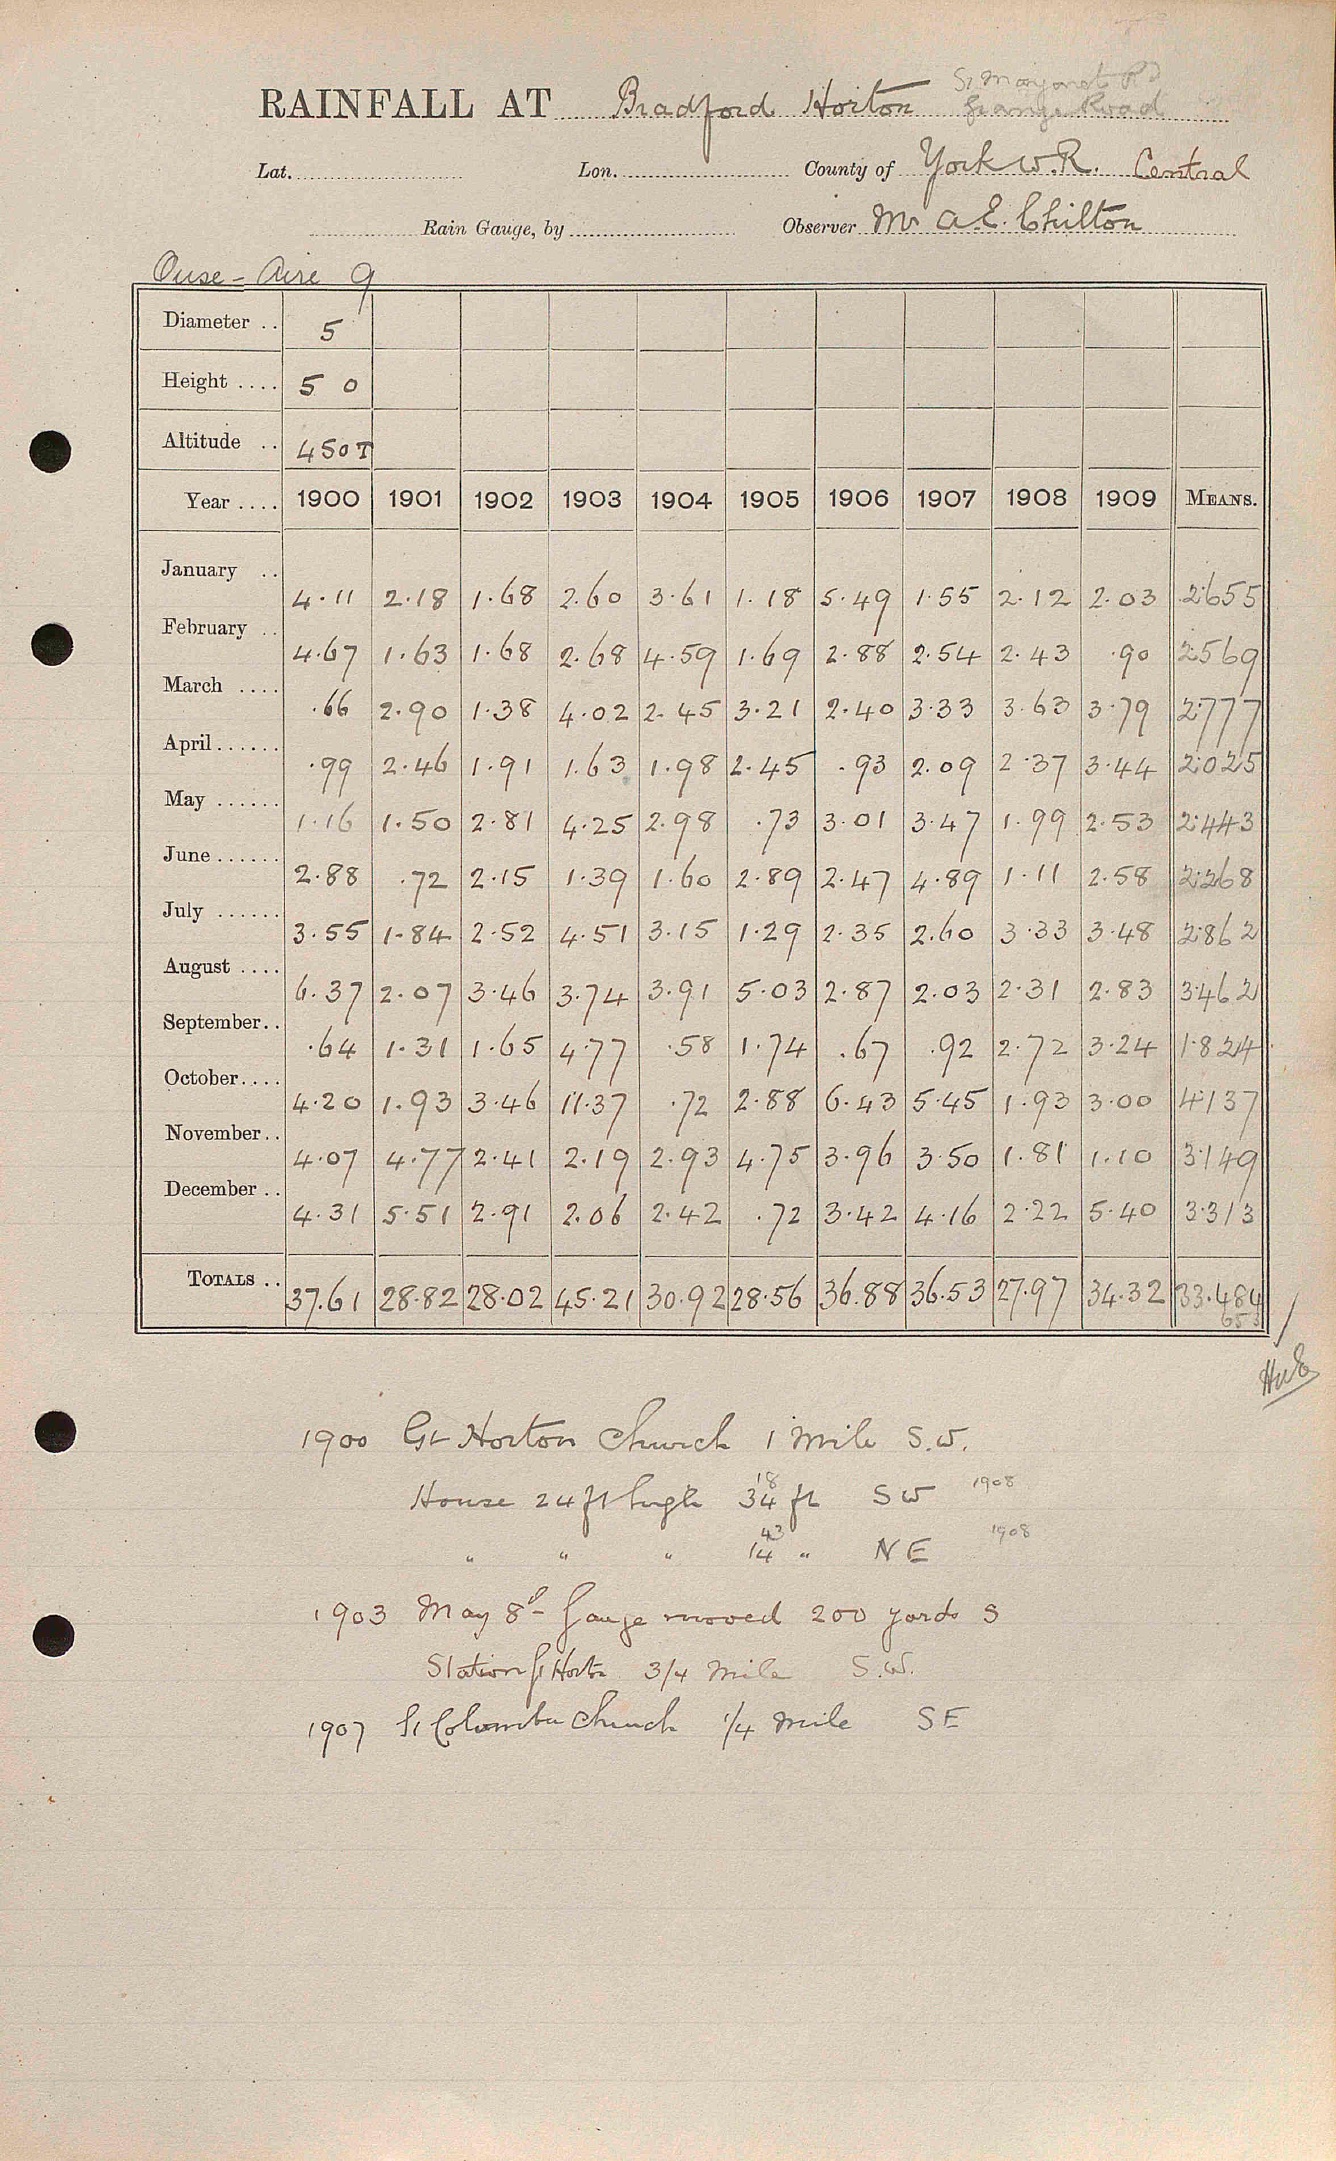 St Margaret Rd
RAINFALL AT Bradford Horton Grange Road
Lat. Lon. County of York W.R. Central
Rain Gauge, by Observer Mr A.E. Chilton
Ouse - Aire 9
Diameter .. 5
Height .... 5 0
Altitude .. 450T
Year .... 1900 1901 1902 1903 1904 1905 1906 1907 1908 1909 MEANS.
January .. 4.11 2.18 1.68 2.60 3.61 1.18 5.49 1.55 2.12 2.03 2.655
February .. 4.67 1.63 1.68 2.68 4.59 1.69 2.88 2.54 2.43 .90 2.569
March .... .66 2.90 1.38 4.02 2.45 3.21 2.40 3.33 3.63 3.79 2.777
April ...... .99 2.46 1.91 1.63 1.98 2.45 .93 2.09 2.37 3.44 2.025
May ...... 1.16 1.50 2.81 4.25 2.98 .73 3.01 3.47 1.99 2.53 2.443
June ...... 2.88 .72 2.15 1.39 1.60 2.89 2.47 4.89 1.11 2.58 2.268
July ...... 3.55 1.84 2.52 4.51 3.15 1.29 2.35 2.60 3.33 3.48 2.862
August .... 6.37 2.07 3.46 3.74 3.91 5.03 2.87 2.03 2.31 2.83 3.462
September.. .64 1.31 1.65 4.77 .58 1.74 .67 .92 2.72 3.24 1.824
October.... 4.20 1.93 3.46 11.37 .72 2.88 6.43 5.45 1.93 3.00 4.137
November.. 4.07 4.77 2.41 2.19 2.93 4.75 3.96 3.50 1.81 1.10 3.149
December .. 4.31 5.51 2.91 2.06 2.42 .72 3.42 4.16 2.22 5.40 3.313
TOTALS .. 37.61 28.82 28.02 45.21 30.92 28.56 36.88 36.53 27.97 34.32 33.484
1900 Gt Horton Church 1 Mile S.W.
18
House 24 ft high 34 ft SW 1908
43
" " " 14 " NE 1908
1903 May 8th Gauge moved 200 yards S
Station Gt Horton 3/4 Mile S.W.
1907 St Columba Church 1/4 Mile SE